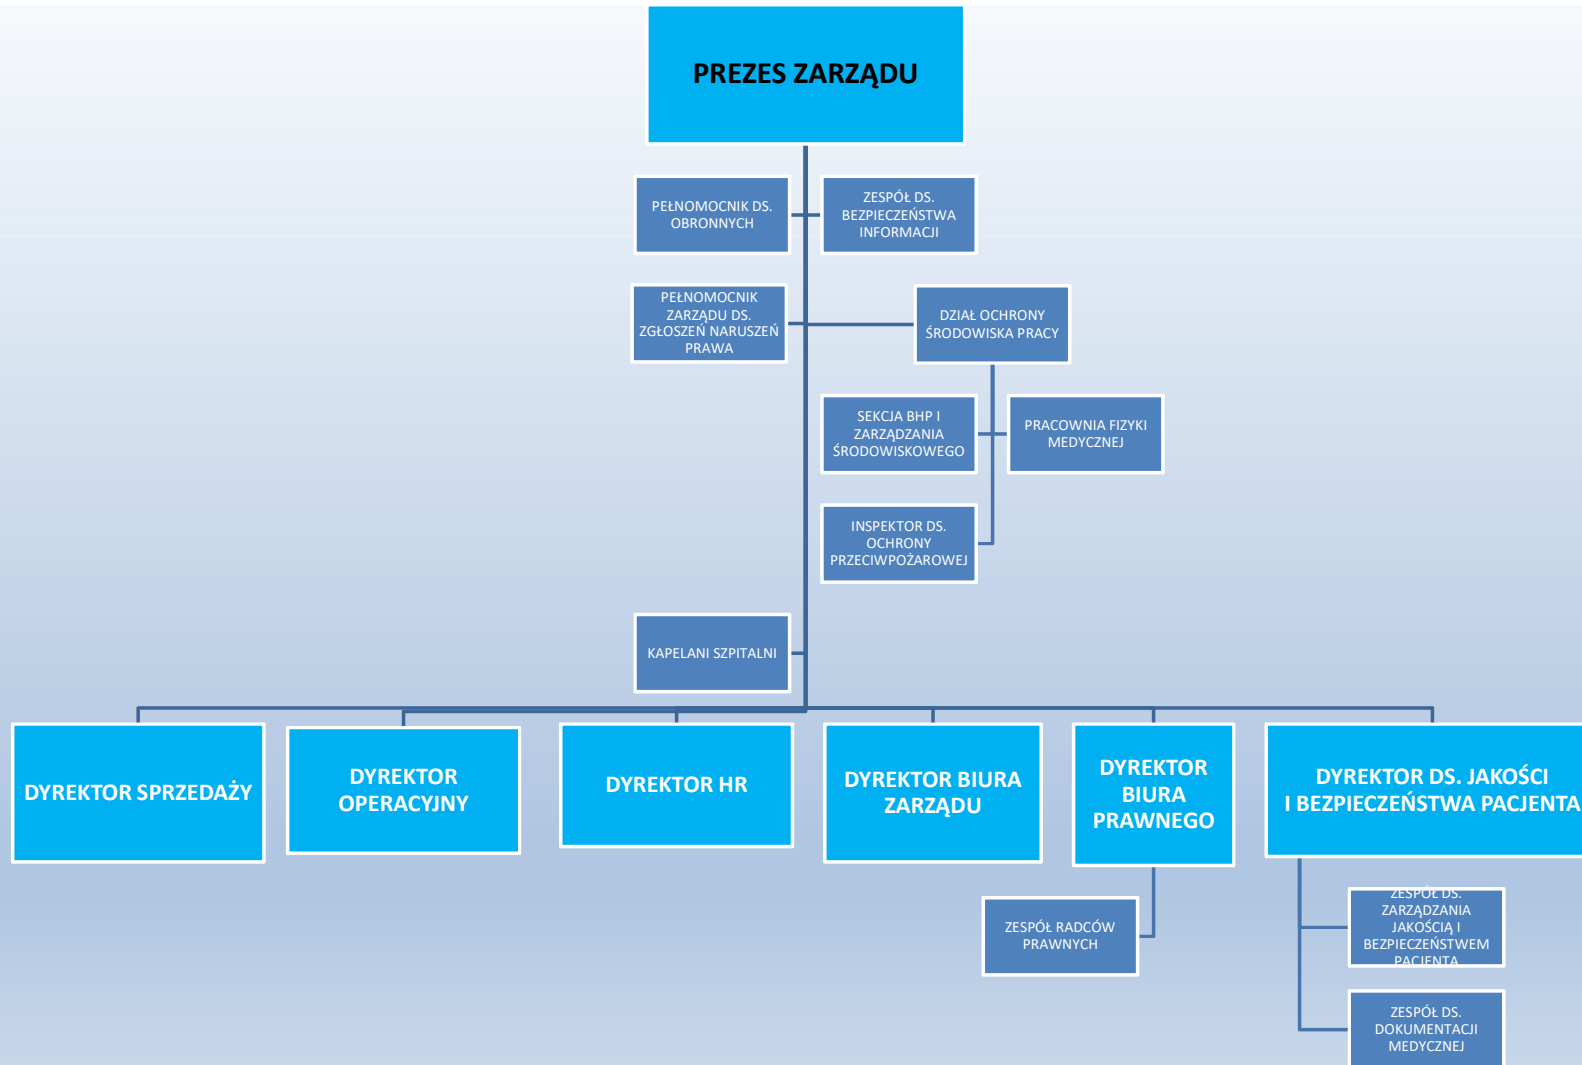 PREZES ZARZĄDU
PEŁNOMOCNIK DS.
OBRONNYCH
ZESPÓŁ DS.
BEZPIECZEŃSTWA
INFORMACJI
PEŁNOMOCNIK
ZARZĄDU DS.
ZGŁOSZEŃ NARUSZEŃ
PRAWA
DZIAŁ OCHRONY
ŚRODOWISKA PRACY
SEKCJA BHP I
ZARZĄDZANIA
ŚRODOWISKOWEGO
PRACOWNIA FIZYKI
MEDYCZNEJ
INSPEKTOR DS.
OCHRONY
PRZECIWPOŻAROWEJ
KAPELANI SZPITALNI
DYREKTOR SPRZEDAŻY
DYREKTOR
OPERACYJNY
DYREKTOR HR
DYREKTOR BIURA
ZARZĄDU
DYREKTOR
BIURA
PRAWNEGO
DYREKTOR DS. JAKOŚCI
I BEZPIECZEŃSTWA PACJENTA
ZESPÓŁ RADCÓW
PRAWNYCH
ZESPÓŁ DS.
ZARZĄDZANIA
JAKOŚCIĄ I
BEZPIECZEŃSTWEM
PACJENTA
ZESPÓŁ DS.
DOKUMENTACJI
MEDYCZNEJ